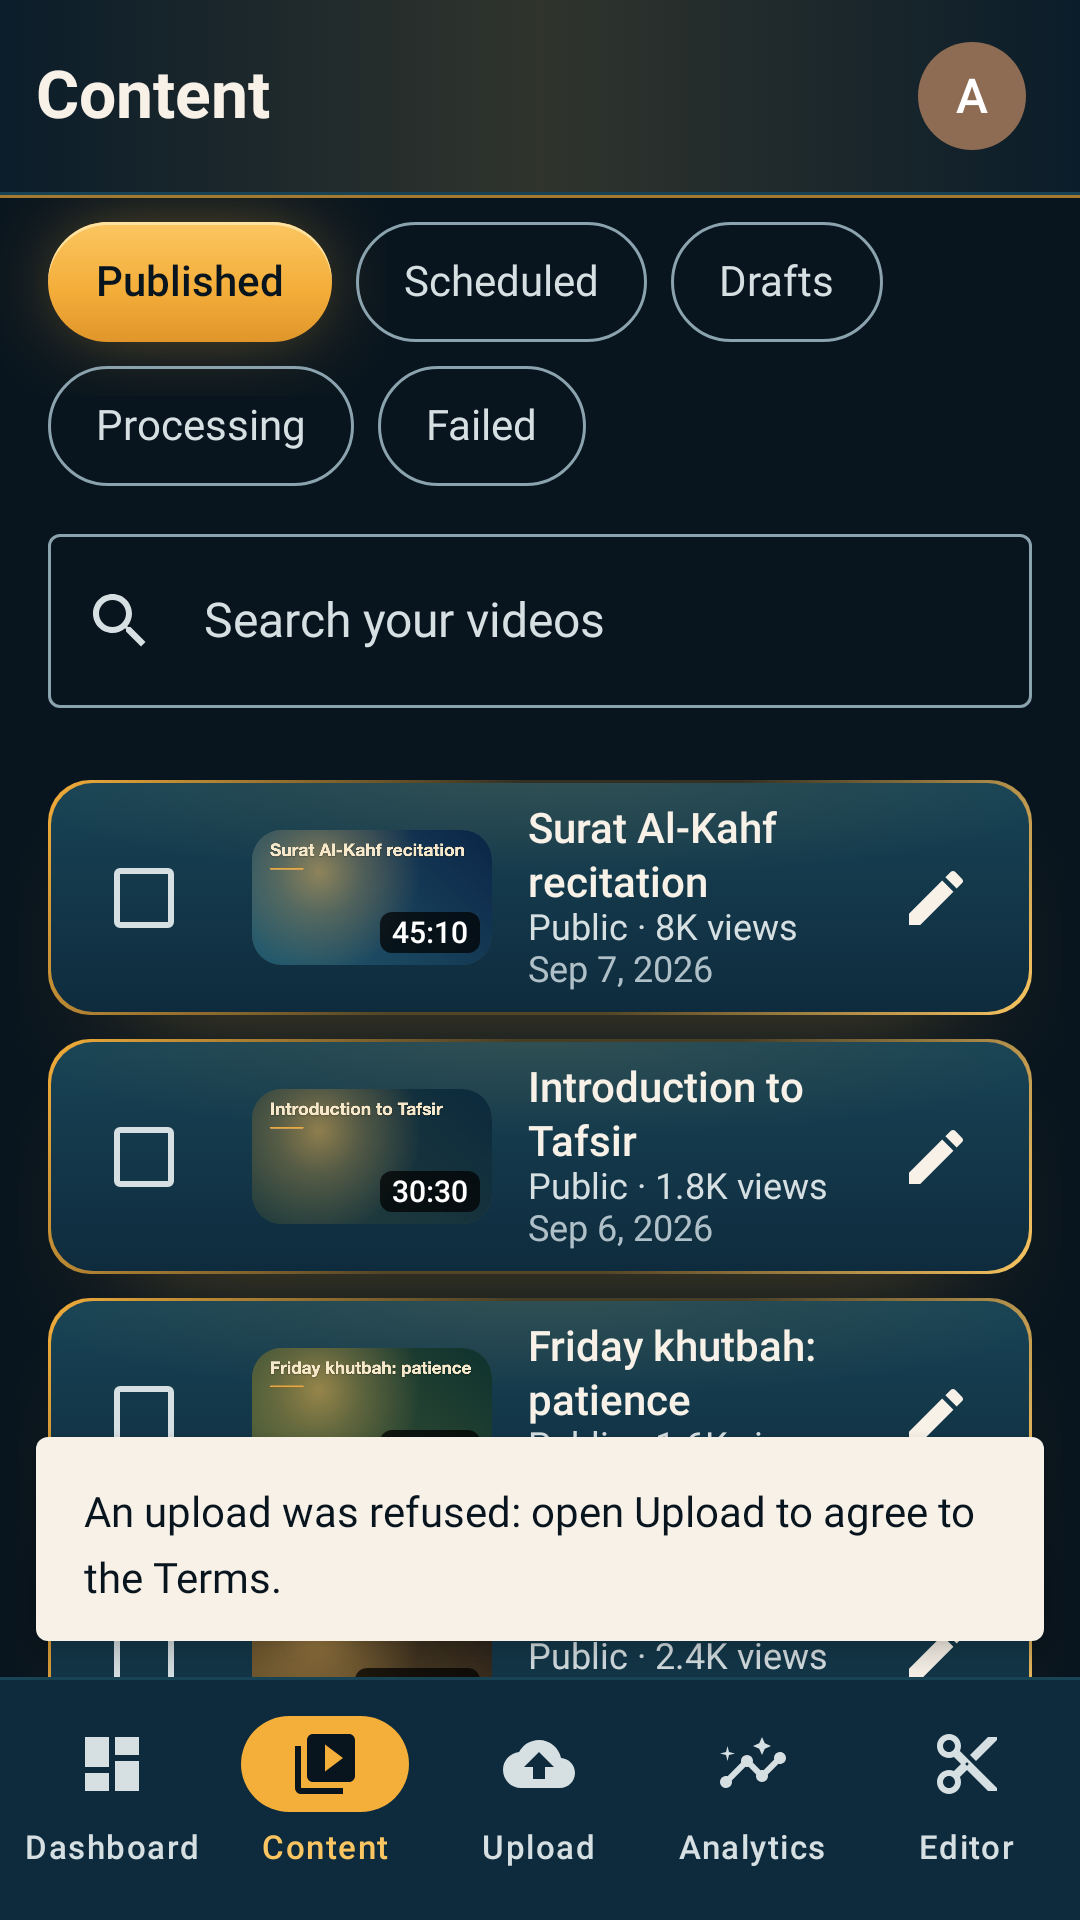 Content
A
Published
Scheduled
Drafts
Processing
Failed
Search your videos
Surat Al-Kahf recitation
45:10
Surat Al-Kahf
recitation
Public · 8K views
Sep 7, 2026
Introduction to Tafsir
30:30
Introduction to
Tafsir
Public · 1.8K views
Sep 6, 2026
Friday khutbah: patience
Friday khutbah:
patience
An upload was refused: open Upload to agree to
the Terms.
Public · 2.4K views
Dashboard
Content
Upload
Analytics
Editor